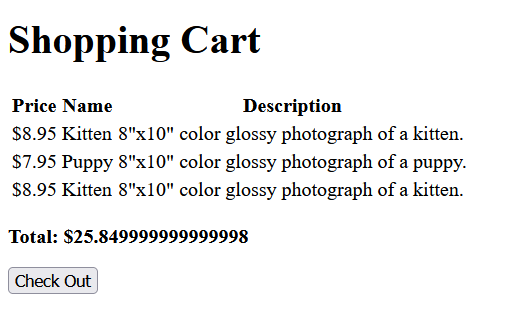 Shopping Cart
Price Name Description
$8.95 Kitten 8"x10" color glossy photograph of a kitten.
$7.95 Puppy 8"x10" color glossy photograph of a puppy.
$8.95 Kitten 8"x10" color glossy photograph of a kitten.
Total: $25.849999999999998
Check Out